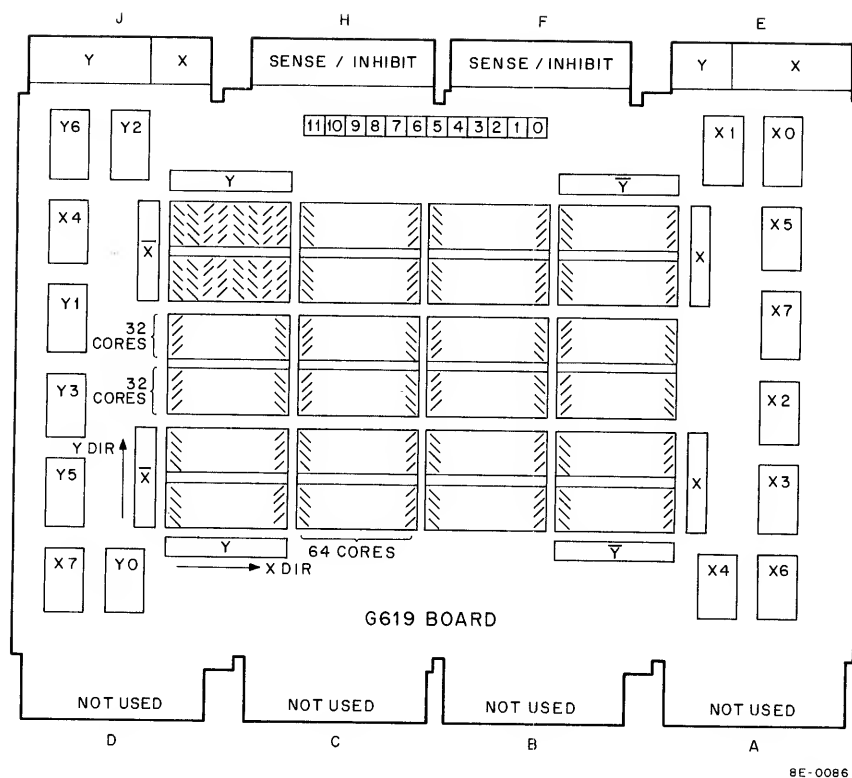 J H F E
Y X SENSE / INHIBIT SENSE / INHIBIT Y X
11 10 9 8 7 6 5 4 3 2 1 0
Y6 Y2 X1 X0
Y Y̅
X4 X̅ X X5
Y1 X7
32 CORES
Y3 X2
32 CORES
Y DIR
Y5 X̅ X X3
Y 64 CORES Y̅
X DIR
X7 Y0 X4 X6
G619 BOARD
NOT USED NOT USED NOT USED NOT USED
D C B A
8E-0086